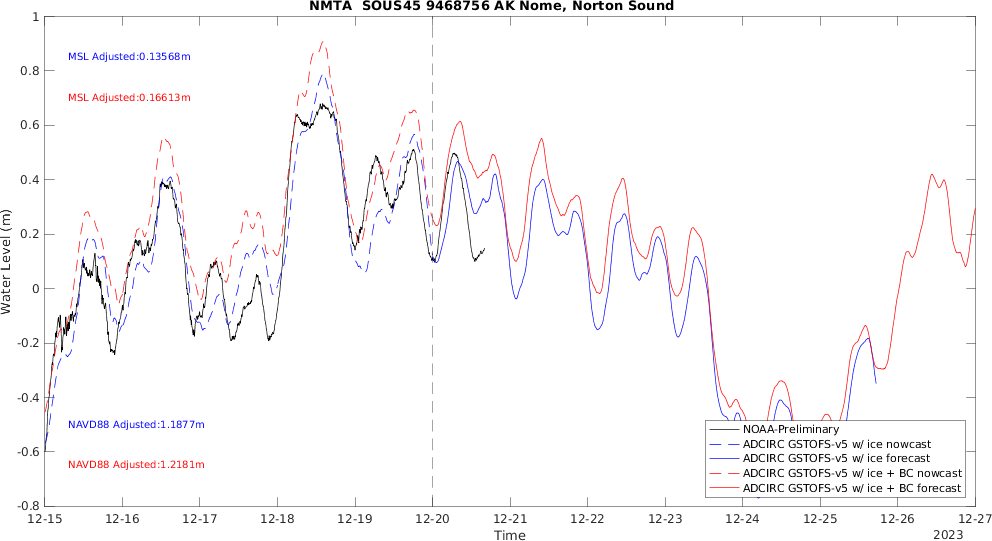 NMTA  SOUS45 9468756 AK Nome, Norton Sound
Water Level (m)
1
0.8
0.6
0.4
0.2
0
-0.2
-0.4
-0.6
-0.8
MSL Adjusted:0.13568m
MSL Adjusted:0.16613m
NAVD88 Adjusted:1.1877m
NAVD88 Adjusted:1.2181m
NOAA-Preliminary
ADCIRC GSTOFS-v5 w/ ice nowcast
ADCIRC GSTOFS-v5 w/ ice forecast
ADCIRC GSTOFS-v5 w/ ice + BC nowcast
ADCIRC GSTOFS-v5 w/ ice + BC forecast
12-15 12-16 12-17 12-18 12-19 12-20 12-21 12-22 12-23 12-24 12-25 12-26 12-27
Time
2023